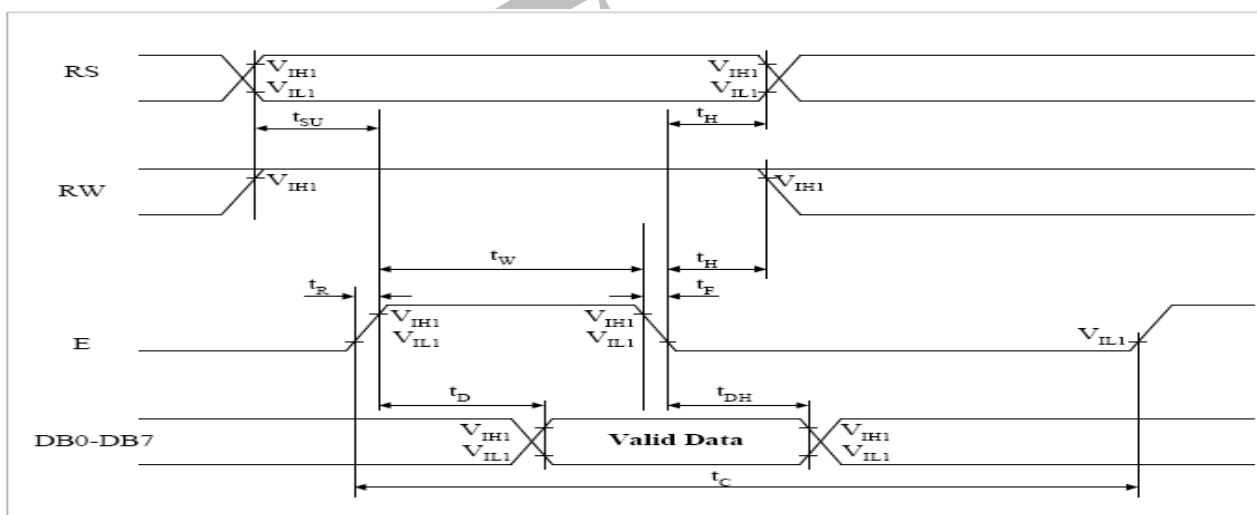 RS
VIH1
VIL1
VIH1
VIL1
tSU
tH
RW
VIH1
VIH1
tW
tH
tR
tF
E
VIH1
VIL1
VIH1
VIL1
VIL1
tD
tDH
DB0-DB7
VIH1
VIL1
Valid Data
VIH1
VIL1
tC